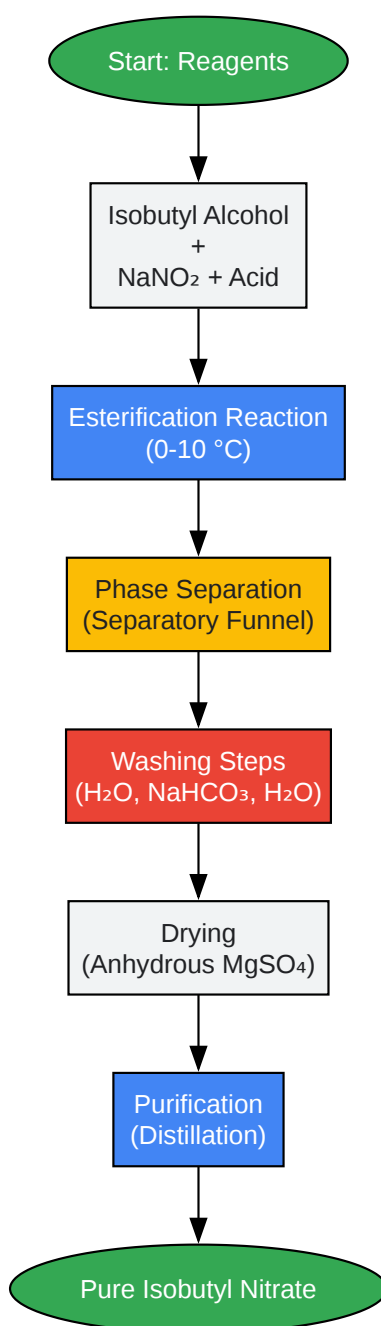 Start: Reagents
Isobutyl Alcohol
+
NaNO₂ + Acid
Esterification Reaction
(0-10 °C)
Phase Separation
(Separatory Funnel)
Washing Steps
(H₂O, NaHCO₃, H₂O)
Drying
(Anhydrous MgSO₄)
Purification
(Distillation)
Pure Isobutyl Nitrate